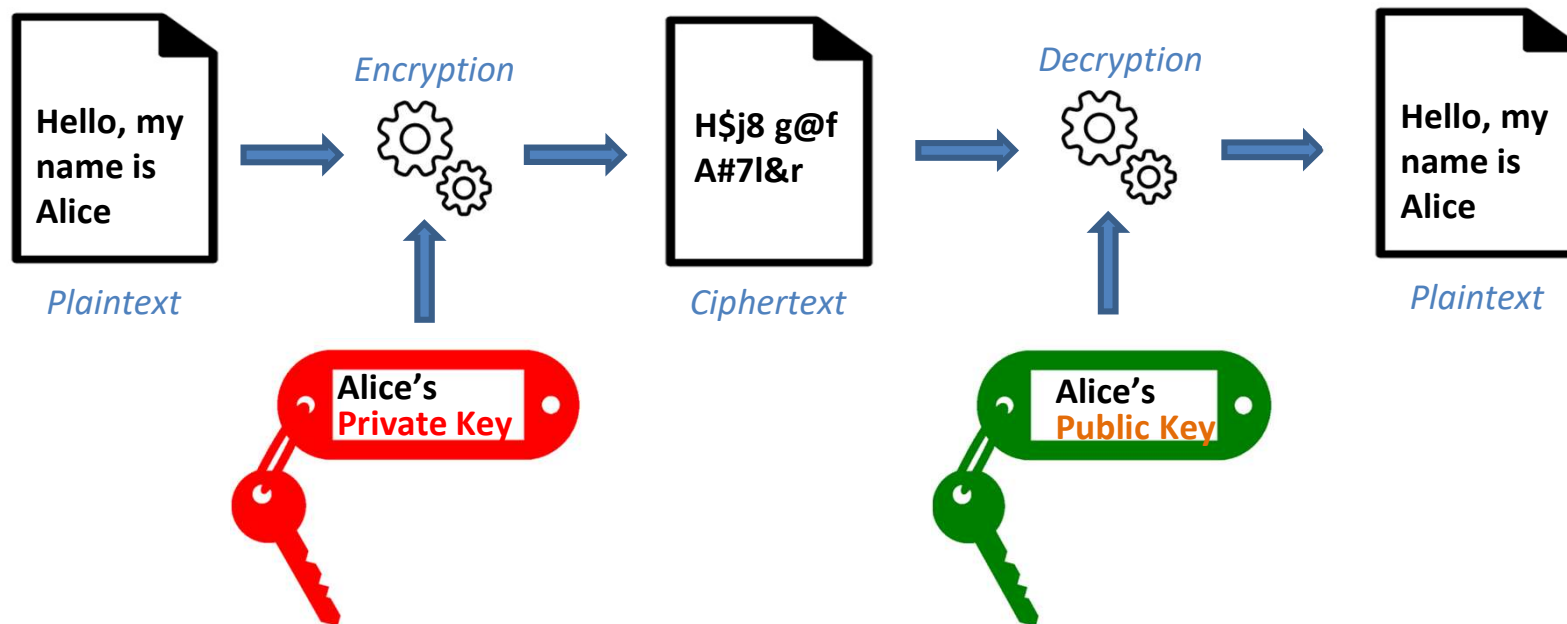 Hello, my
name is
Alice
Plaintext
Encryption
H$j8 g@f
A#7l&r
Ciphertext
Decryption
Hello, my
name is
Alice
Plaintext
Alice’s
Private Key
Alice’s
Public Key